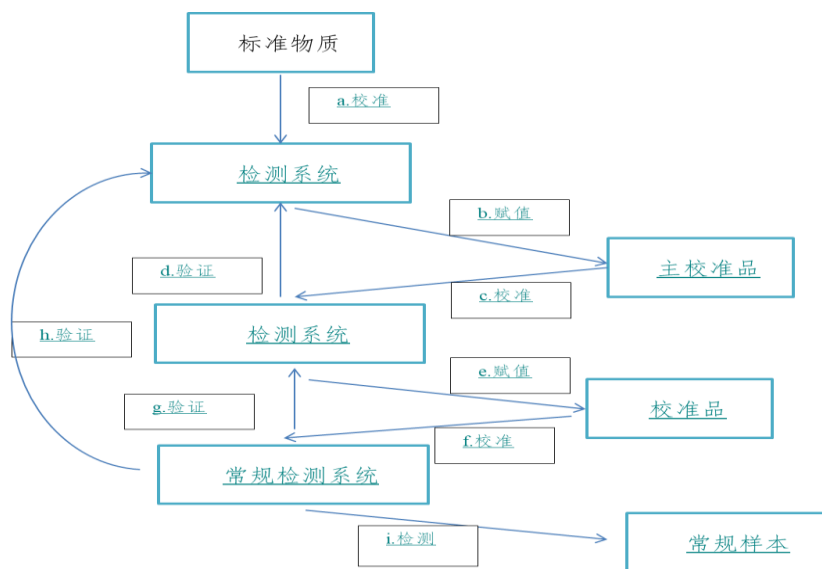 标准物质
a.校准
检测系统
b.赋值
主校准品
d.验证
c.校准
检测系统
h.验证
e.赋值
校准品
g.验证
f.校准
常规检测系统
i.检测
常规样本